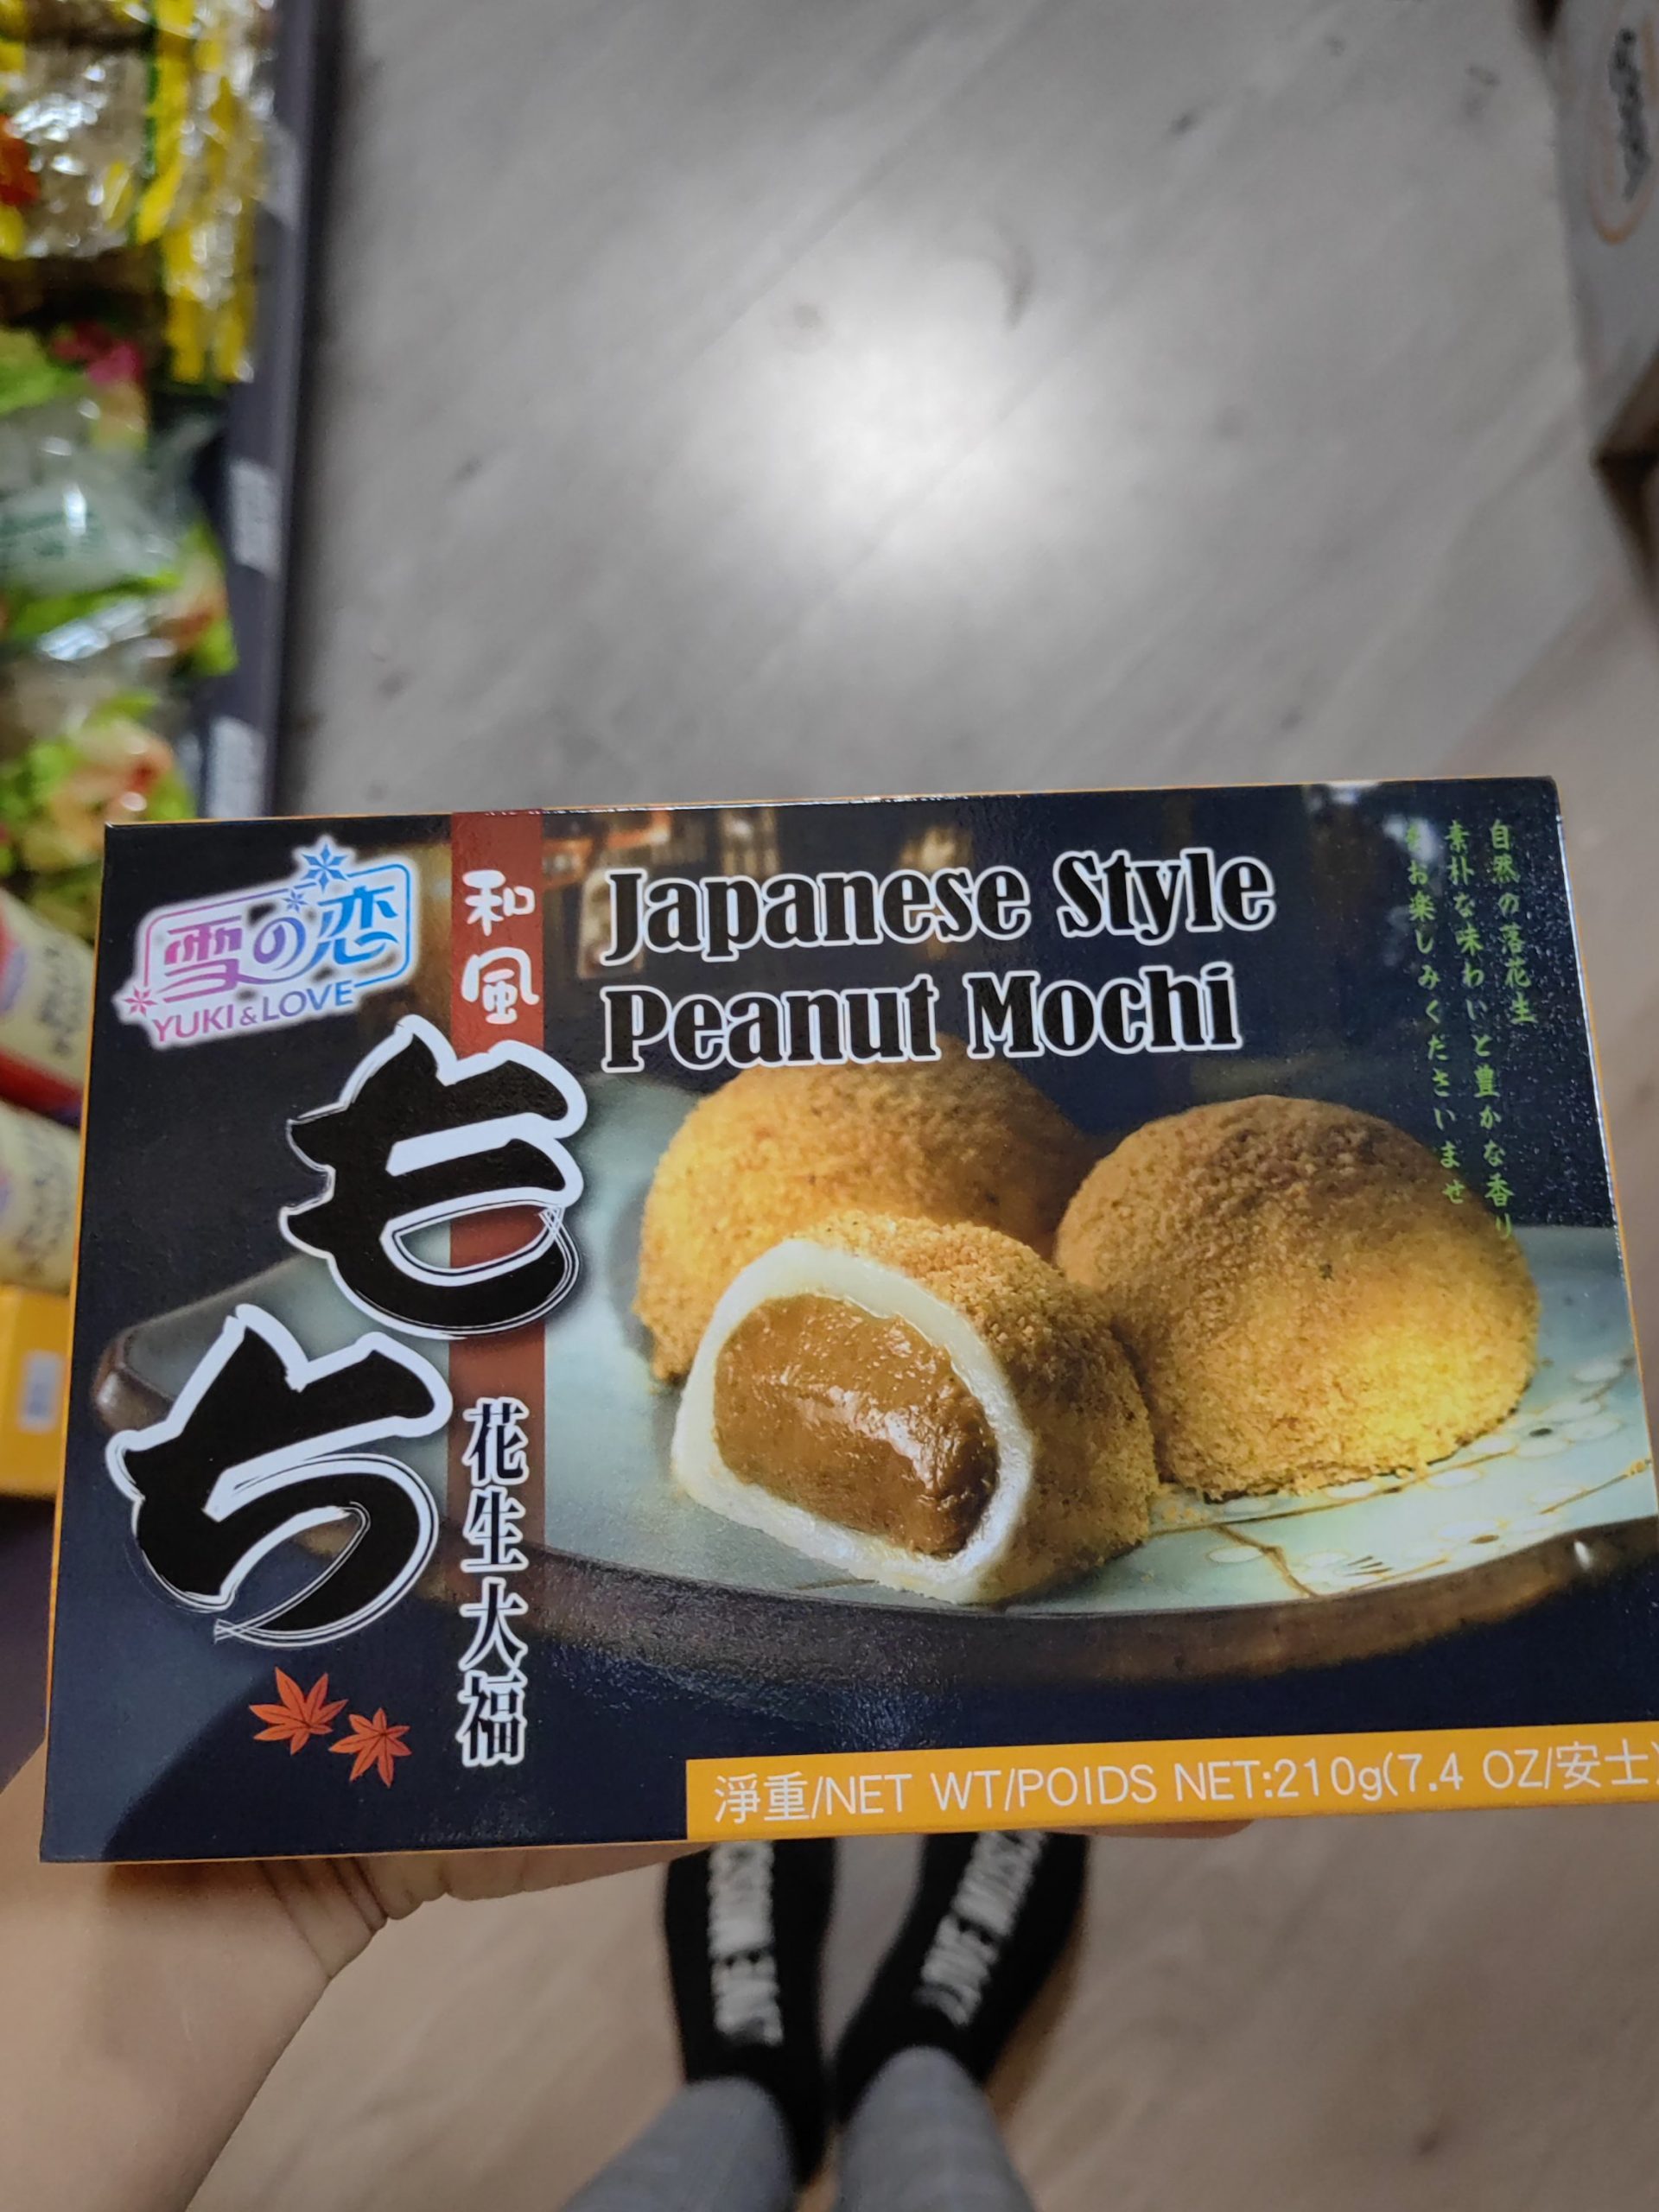 雪の恋
YUKI & LOVE
和風
もち
花生大福
Japanese Style
Peanut Mochi
自然の落花生
素朴な味わいと豊かな香り
をお楽しみくださいませ
淨重/NET WT/POIDS NET:210g(7.4 OZ/安士)